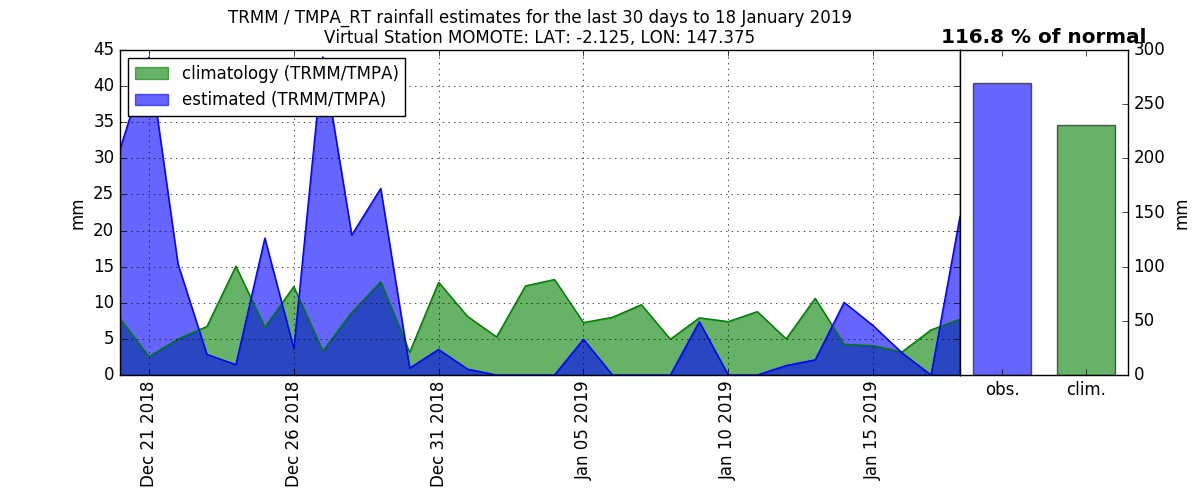 TRMM / TMPA_RT rainfall estimates for the last 30 days to 18 January 2019
Virtual Station MOMOTE: LAT: -2.125, LON: 147.375
116.8 % of normal
climatology (TRMM/TMPA)
estimated (TRMM/TMPA)
mm
45
40
35
30
25
20
15
10
5
0
Dec 21 2018
Dec 26 2018
Dec 31 2018
Jan 05 2019
Jan 10 2019
Jan 15 2019
300
250
200
150
100
50
0
mm
obs.
clim.